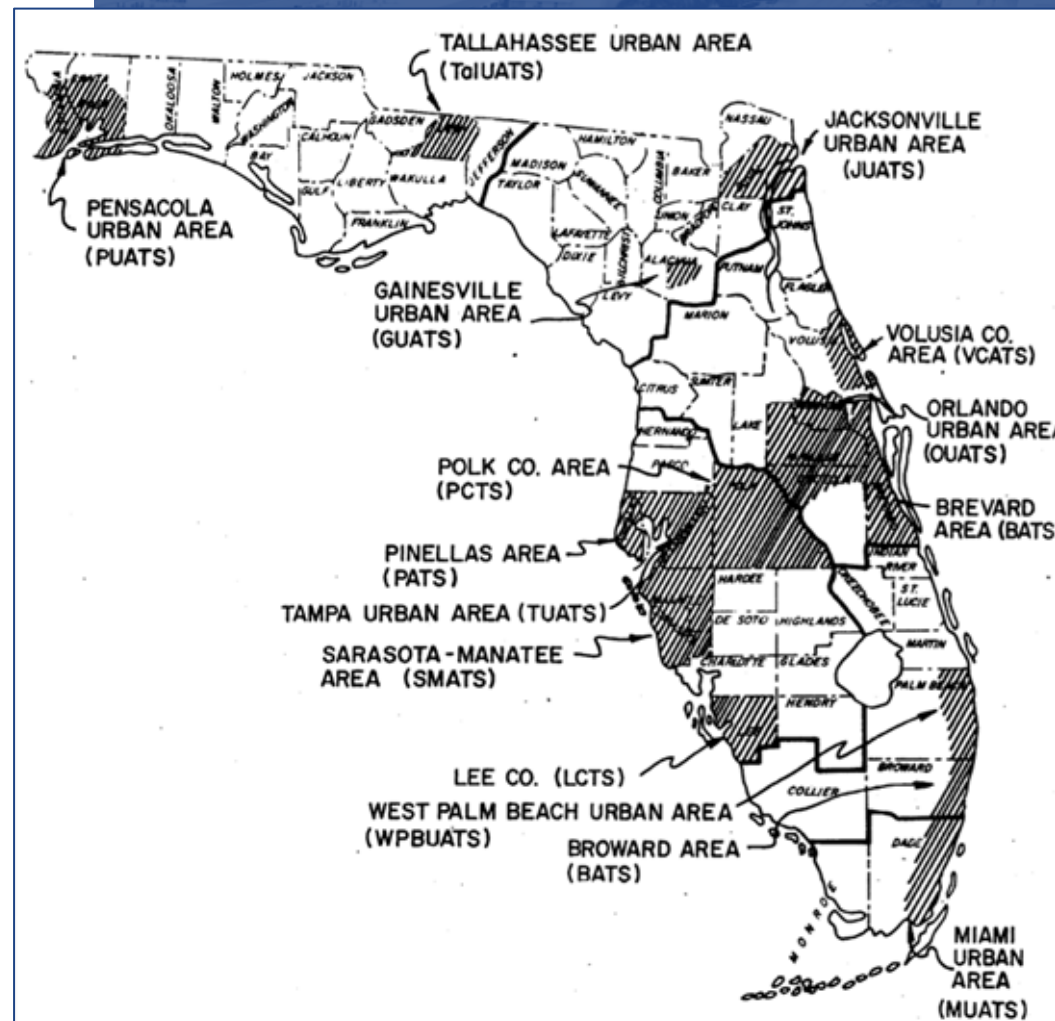 TALLAHASSEE URBAN AREA
(TalUATS)
JACKSONVILLE
URBAN AREA
(JUATS)
PENSACOLA
URBAN AREA
(PUATS)
GAINESVILLE
URBAN AREA
(GUATS)
VOLUSIA CO.
AREA (VCATS)
ORLANDO
URBAN AREA
(OUATS)
POLK CO. AREA
(PCTS)
BREVARD
AREA (BATS
PINELLAS AREA
(PATS)
TAMPA URBAN AREA (TUATS)
SARASOTA-MANATEE
AREA (SMATS)
LEE CO. (LCTS)
WEST PALM BEACH URBAN AREA
(WPBUATS)
BROWARD AREA
(BATS)
MIAMI
URBAN
AREA
(MUATS)
OKALOOSA
WALTON
HOLMES
JACKSON
WASHINGTON
BAY
CALHOUN
GULF
LIBERTY
GADSDEN
WAKULLA
FRANKLIN
JEFFERSON
MADISON
TAYLOR
HAMILTON
SUWANNEE
LAFAYETTE
DIXIE
GILCHRIST
COLUMBIA
BAKER
UNION
BRADFORD
NASSAU
CLAY
ST.
JOHNS
ALACHUA
PUTNAM
FLAGLER
LEVY
MARION
VOLUSIA
CITRUS
SUMTER
LAKE
HERNANDO
PASCO
POLK
INDIAN
RIVER
HARDEE
OKEECHOBEE
ST.
LUCIE
DE SOTO
HIGHLANDS
MARTIN
CHARLOTTE
GLADES
PALM BEACH
LEE
HENDRY
BROWARD
COLLIER
DADE
MONROE